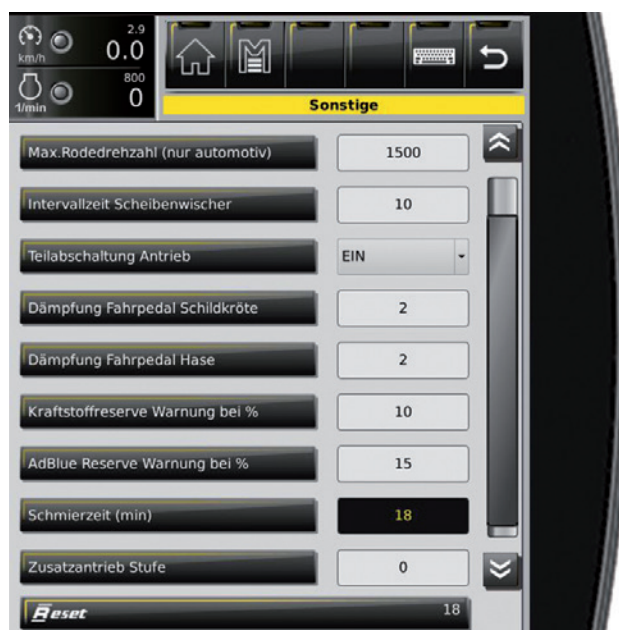 2.9
km/h 0.0
800
1/min 0
Sonstige
Max.Rodedrehzahl (nur automotiv) 1500
Intervallzeit Scheibenwischer 10
Teilabschaltung Antrieb EIN
Dämpfung Fahrpedal Schildkröte 2
Dämpfung Fahrpedal Hase 2
Kraftstoffreserve Warnung bei % 10
AdBlue Reserve Warnung bei % 15
Schmierzeit (min) 18
Zusatzantrieb Stufe 0
Reset 18